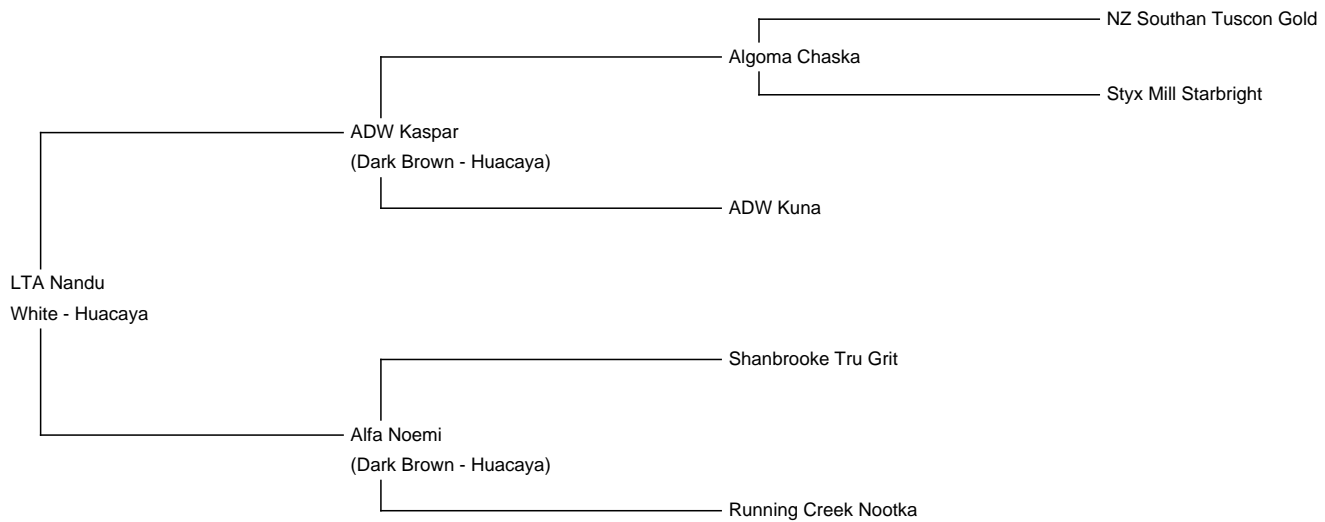 NZ Southan Tuscon Gold
Algoma Chaska
Styx Mill Starbright
ADW Kaspar
(Dark Brown - Huacaya)
ADW Kuna
LTA Nandu
White - Huacaya
Shanbrooke Tru Grit
Alfa Noemi
(Dark Brown - Huacaya)
Running Creek Nootka